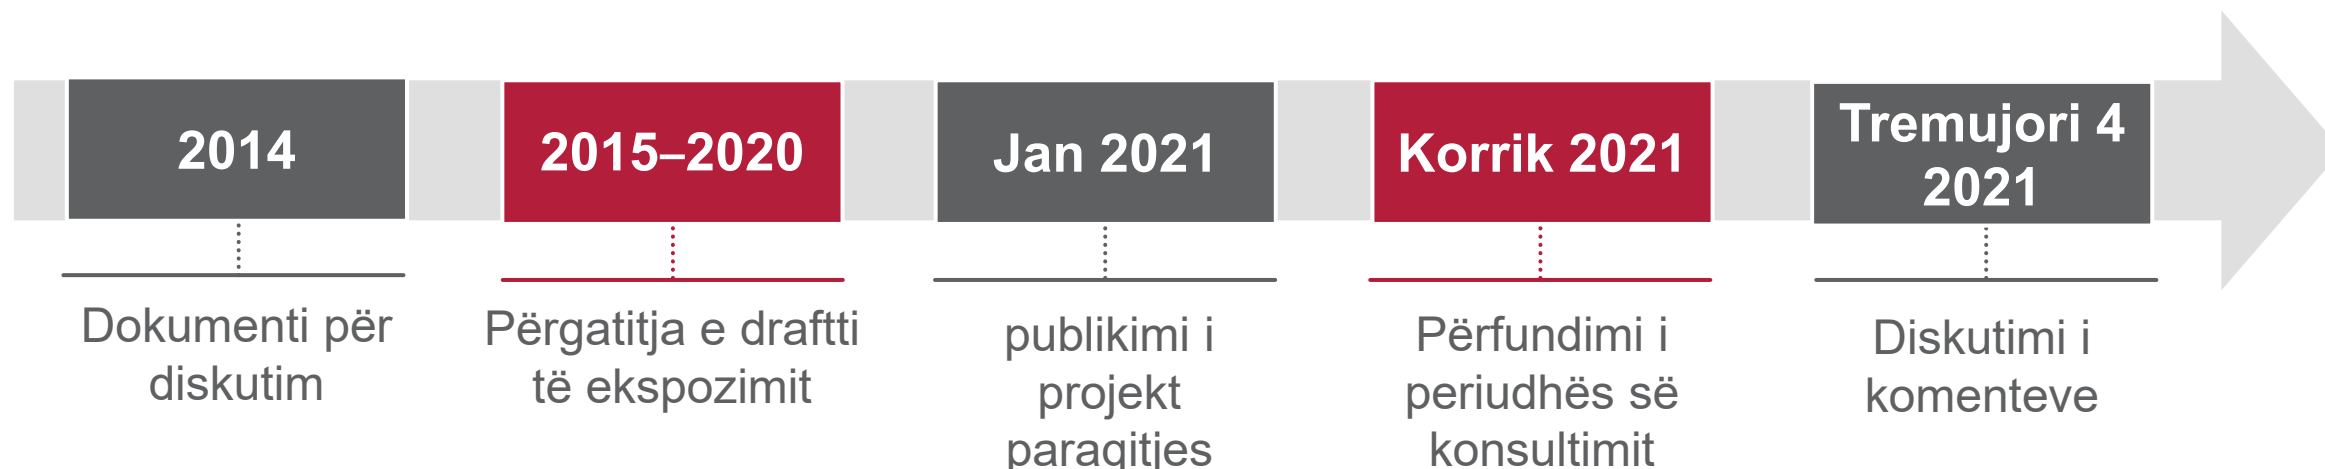 2014
Dokumenti për
diskutim
2015–2020
Përgatitja e draftti
të ekspozimit
Jan 2021
publikimi i
projekt
paraqitjes
Korrik 2021
Përfundimi i
periudhës së
konsultimit
Tremujori 4
2021
Diskutimi i
komenteve